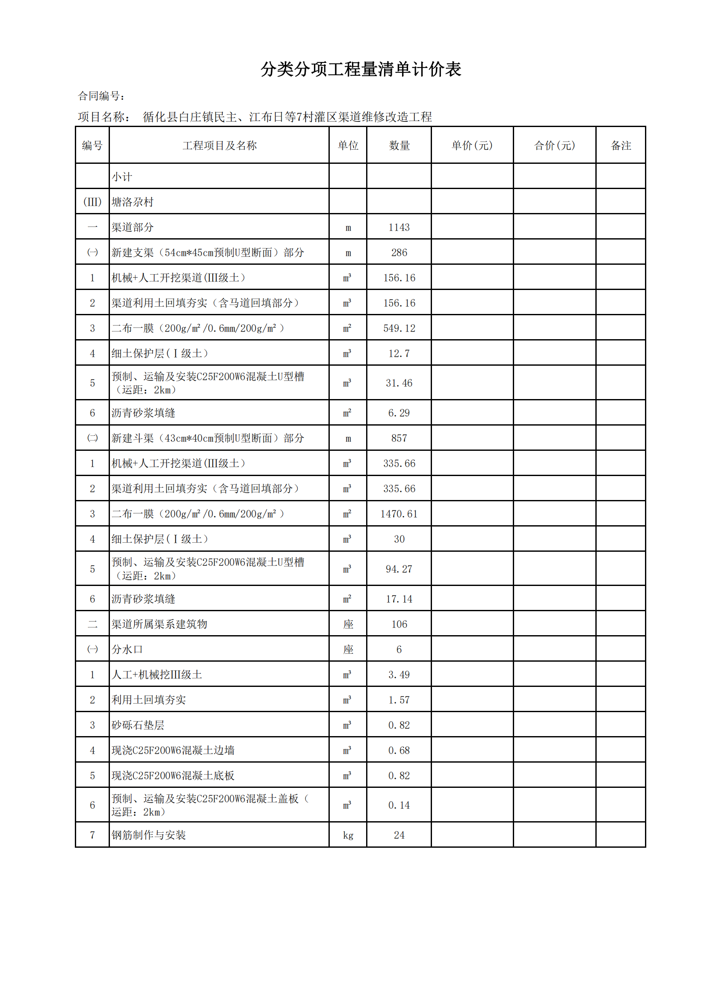 分类分项工程量清单计价表
合同编号：
项目名称： 循化县白庄镇民主、江布日等7村灌区渠道维修改造工程
编号 工程项目及名称 单位 数量 单价(元) 合价(元) 备注
小计
(Ⅲ) 塘洛尕村
一 渠道部分 m 1143
㈠ 新建支渠（54cm*45cm预制U型断面）部分 m 286
1 机械+人工开挖渠道(Ⅲ级土） m³ 156.16
2 渠道利用土回填夯实（含马道回填部分） m³ 156.16
3 二布一膜（200g/㎡/0.6mm/200g/㎡） m² 549.12
4 细土保护层(Ⅰ级土） m³ 12.7
5 预制、运输及安装C25F200W6混凝土U型槽
（运距：2km） m³ 31.46
6 沥青砂浆填缝 m² 6.29
㈡ 新建斗渠（43cm*40cm预制U型断面）部分 m 857
1 机械+人工开挖渠道(Ⅲ级土） m³ 335.66
2 渠道利用土回填夯实（含马道回填部分） m³ 335.66
3 二布一膜（200g/㎡/0.6mm/200g/㎡） m² 1470.61
4 细土保护层(Ⅰ级土） m³ 30
5 预制、运输及安装C25F200W6混凝土U型槽
（运距：2km） m³ 94.27
6 沥青砂浆填缝 m² 17.14
二 渠道所属渠系建筑物 座 106
㈠ 分水口 座 6
1 人工+机械挖Ⅲ级土 m³ 3.49
2 利用土回填夯实 m³ 1.57
3 砂砾石垫层 m³ 0.82
4 现浇C25F200W6混凝土边墙 m³ 0.68
5 现浇C25F200W6混凝土底板 m³ 0.82
6 预制、运输及安装C25F200W6混凝土盖板（
运距：2km） m³ 0.14
7 钢筋制作与安装 kg 24